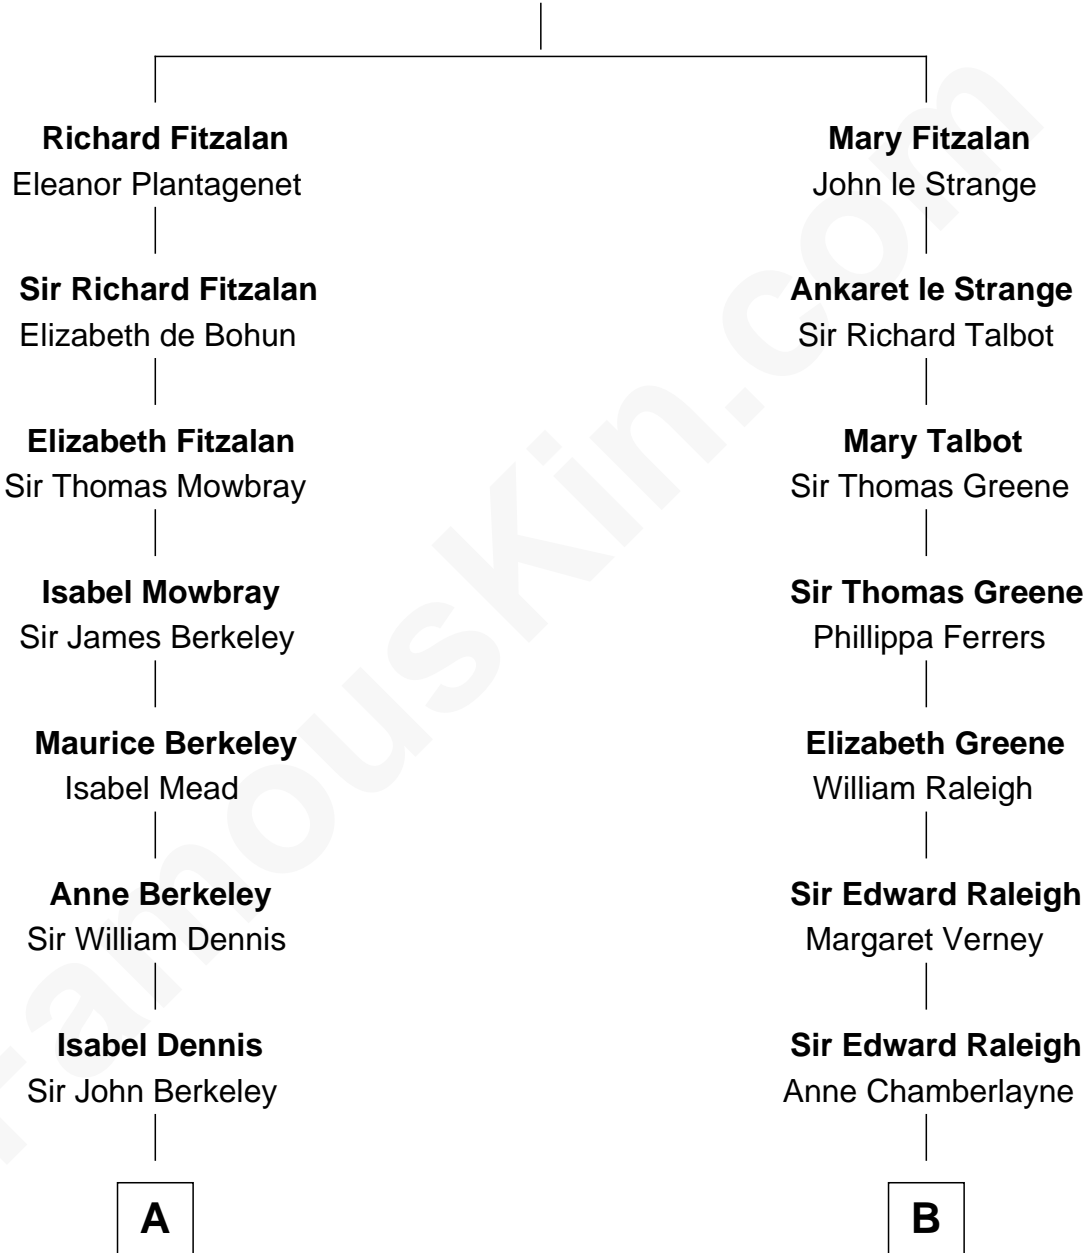 Richard Fitzalan
Eleanor Plantagenet
Mary Fitzalan
John le Strange
Sir Richard Fitzalan
Elizabeth de Bohun
Ankaret le Strange
Sir Richard Talbot
Elizabeth Fitzalan
Sir Thomas Mowbray
Mary Talbot
Sir Thomas Greene
Isabel Mowbray
Sir James Berkeley
Sir Thomas Greene
Phillippa Ferrers
Maurice Berkeley
Isabel Mead
Elizabeth Greene
William Raleigh
Anne Berkeley
Sir William Dennis
Sir Edward Raleigh
Margaret Verney
Isabel Dennis
Sir John Berkeley
Sir Edward Raleigh
Anne Chamberlayne
A
B
FamousKin.com